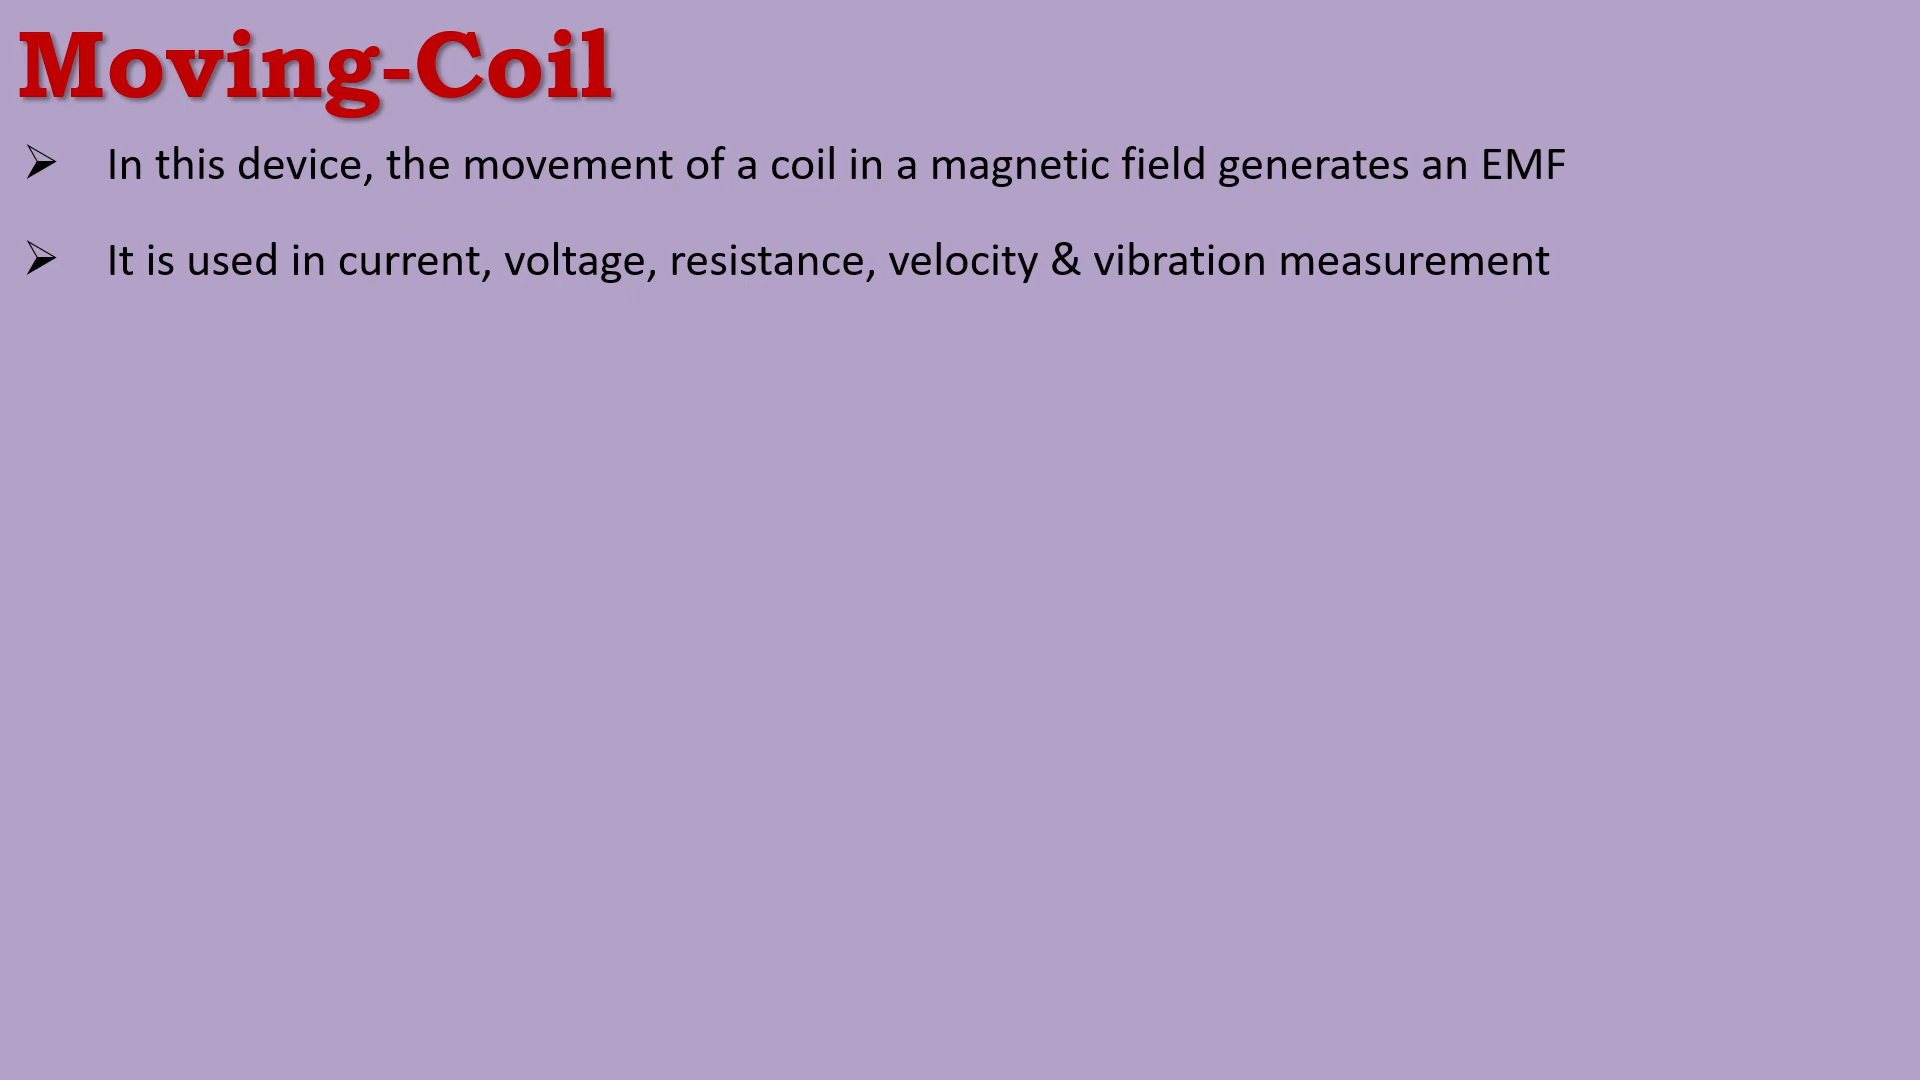 Moving-Coil
➢ In this device, the movement of a coil in a magnetic field generates an EMF
➢ It is used in current, voltage, resistance, velocity & vibration measurement